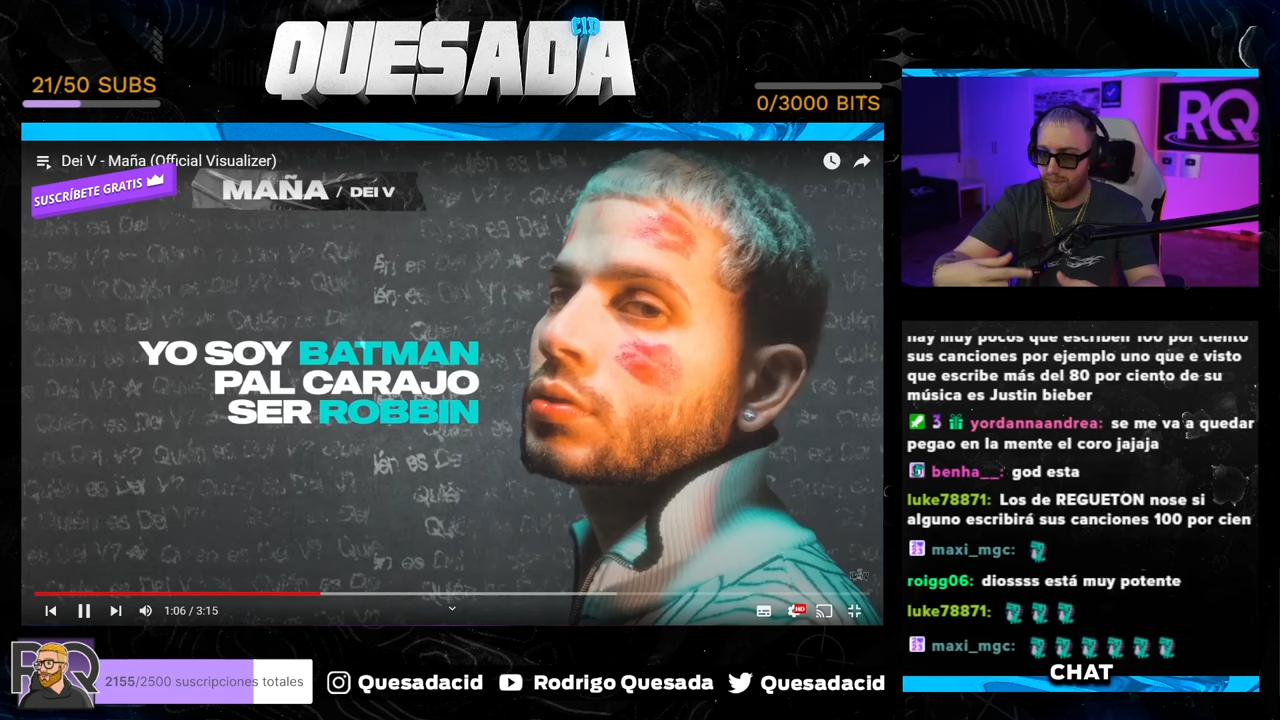 QUESADA
CID
21/50 SUBS
0/3000 BITS
Dei V - Maña (Official Visualizer)
SUSCRÍBETE GRATIS
MAÑA / DEI V
YO SOY BATMAN
PAL CARAJO
SER ROBBIN
1:06 / 3:15
HD
RQ
hay muy pocos que escriben 100 por ciento
sus canciones por ejemplo uno que e visto
que escribe más del 80 por ciento de su
música es Justin bieber
3 yordannaandrea: se me va a quedar
pegao en la mente el coro jajaja
benha__: god esta
luke78871: Los de REGUETON nose si
alguno escribirá sus canciones 100 por cien
maxi_mgc:
roigg06: diossss está muy potente
luke78871:
maxi_mgc:
CHAT
RQ
2155/2500 suscripciones totales
Quesadacid
Rodrigo Quesada
Quesadacid